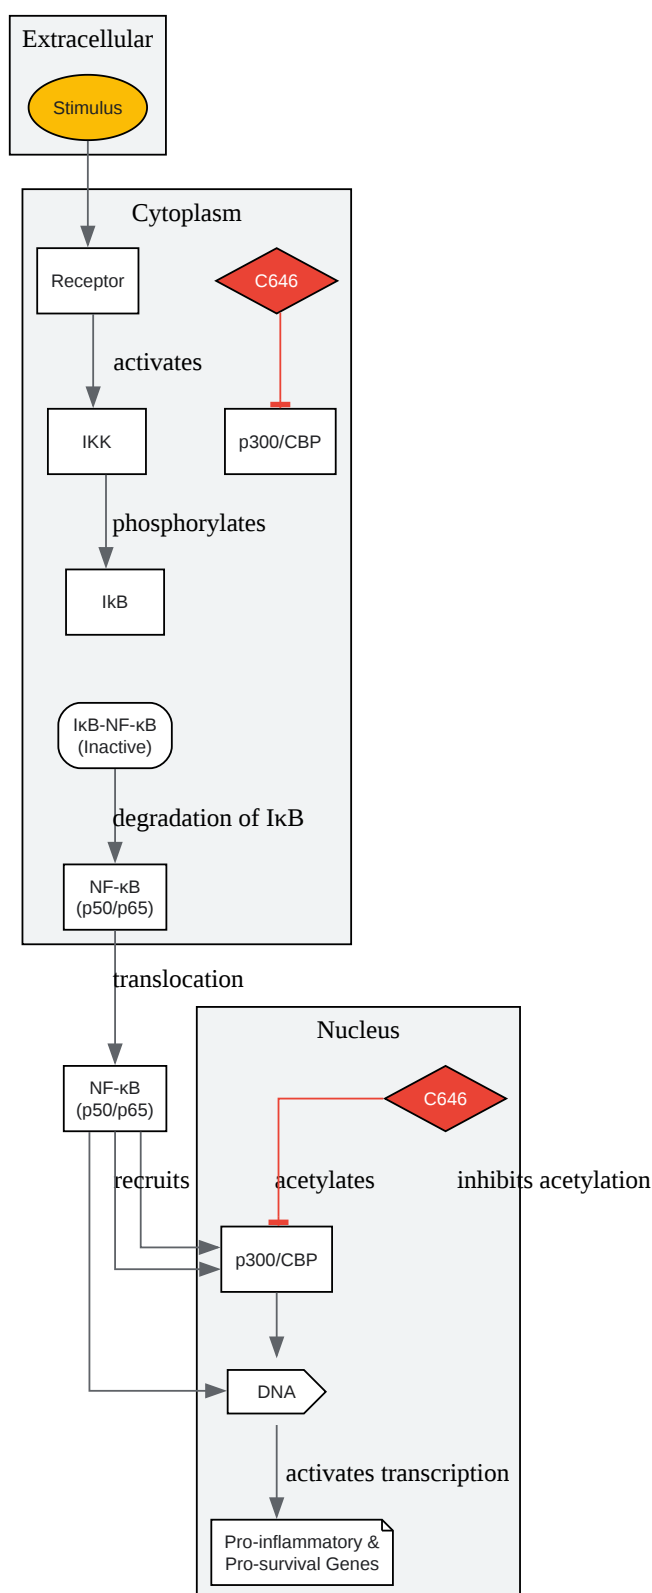 Extracellular
Stimulus
Cytoplasm
Receptor
C646
activates
IKK
p300/CBP
phosphorylates
IkB
IκB-NF-κB
(Inactive)
degradation of IκB
NF-κB
(p50/p65)
translocation
Nucleus
NF-κB
(p50/p65)
C646
recruits
acetylates
inhibits acetylation
p300/CBP
DNA
activates transcription
Pro-inflammatory &
Pro-survival Genes